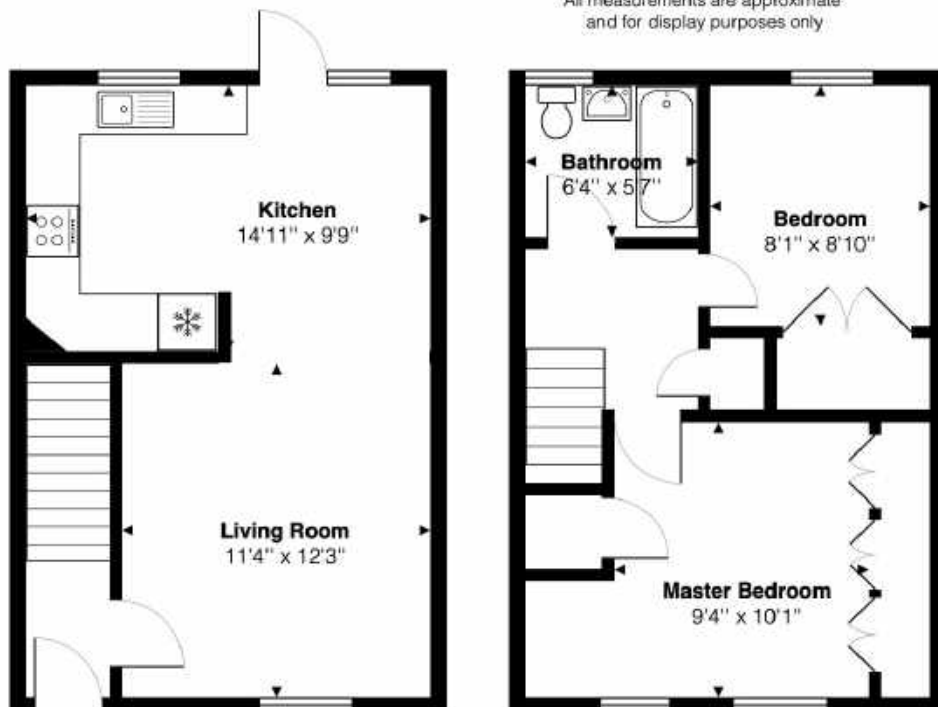 All measurements are approximate
and for display purposes only
Kitchen
14'11" x 9'9"
Living Room
11'4" x 12'3"
Bathroom
6'4" x 5'7"
Bedroom
8'1" x 8'10"
Master Bedroom
9'4" x 10'1"